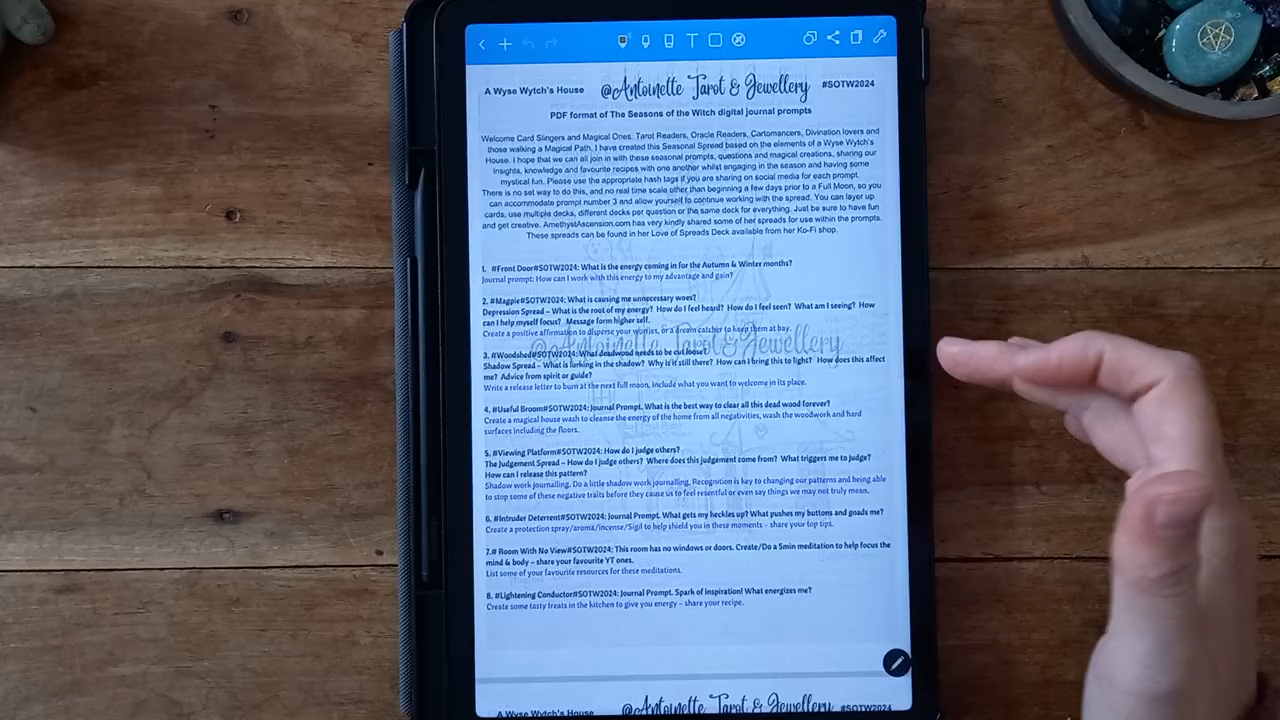 A Wyse Wytch's House @Antoinette Tarot & Jewellery #SOTW2024
PDF format of The Seasons of the Witch digital journal prompts
Welcome Card Slingers and Magical Ones. Tarot Readers, Oracle Readers, Cartomancers, Divination lovers and
those walking a Magical Path. I have created this Seasonal Spread based on the elements of a Wyse Wytch's
House. I hope that we can all join in with these seasonal prompts, questions and magical creations, sharing our
insights, knowledge and favourite recipes with one another whilst engaging in the season and having some
mystical fun. Please use the appropriate hash tags if you are sharing on social media for each prompt.
There is no set way to do this, and no real time scale other than beginning a few days prior to a Full Moon, so you
can accommodate prompt number 3 and allow yourself to continue working with the spread. You can layer up
cards, use multiple decks, different decks per question or the same deck for everything. Just be sure to have fun
and get creative. AmethystAscension.com has very kindly shared some of her spreads for use within the prompts.
These spreads can be found in her Love of Spreads Deck available from her Ko-Fi shop.
1. #Front Door#SOTW2024: What is the energy coming in for the Autumn & Winter months?
Journal prompt: How can I work with this energy to my advantage and gain?
2. #Magpie#SOTW2024: What is causing me unnecessary woes?
Depression Spread – What is the root of my energy? How do I feel heard? How do I feel seen? What am I seeing? How
can I help myself focus? Message form higher self.
Create a positive affirmation to disperse your worries, or a dream catcher to keep them at bay.
@Antoinette Tarot & Jewellery
3. #Woodshed#SOTW2024: What deadwood needs to be cut loose?
Shadow Spread – What is lurking in the shadow? Why is it still there? How can I bring this to light? How does this affect
me? Advice from spirit or guide?
Write a release letter to burn at the next full moon, include what you want to welcome in its place.
4. #Useful Broom#SOTW2024: Journal Prompt. What is the best way to clear all this dead wood forever?
Create a magical house wash to cleanse the energy of the home from all negativities, wash the woodwork and hard
surfaces including the floors.
5. #Viewing Platform#SOTW2024: How do I judge others?
The Judgement Spread – How do I judge others? Where does this judgement come from? What triggers me to judge?
How can I release this pattern?
Shadow work journalling. Do a little shadow work journalling. Recognition is key to changing our patterns and being able
to stop some of these negative traits before they cause us to feel resentful or even say things we may not truly mean.
6. #Intruder Deterrent#SOTW2024: Journal Prompt. What gets my heckles up? What pushes my buttons and goads me?
Create a protection spray/aroma/incense/Sigil to help shield you in these moments – share your top tips.
7.# Room With No View#SOTW2024: This room has no windows or doors. Create/Do a 5min meditation to help focus the
mind & body – share your favourite YT ones.
List some of your favourite resources for these meditations.
8. #Lightening Conductor#SOTW2024: Journal Prompt. Spark of inspiration! What energizes me?
Create some tasty treats in the kitchen to give you energy – share your recipe.
A Wyse Wytch's House @Antoinette Tarot & Jewellery #SOTW2024